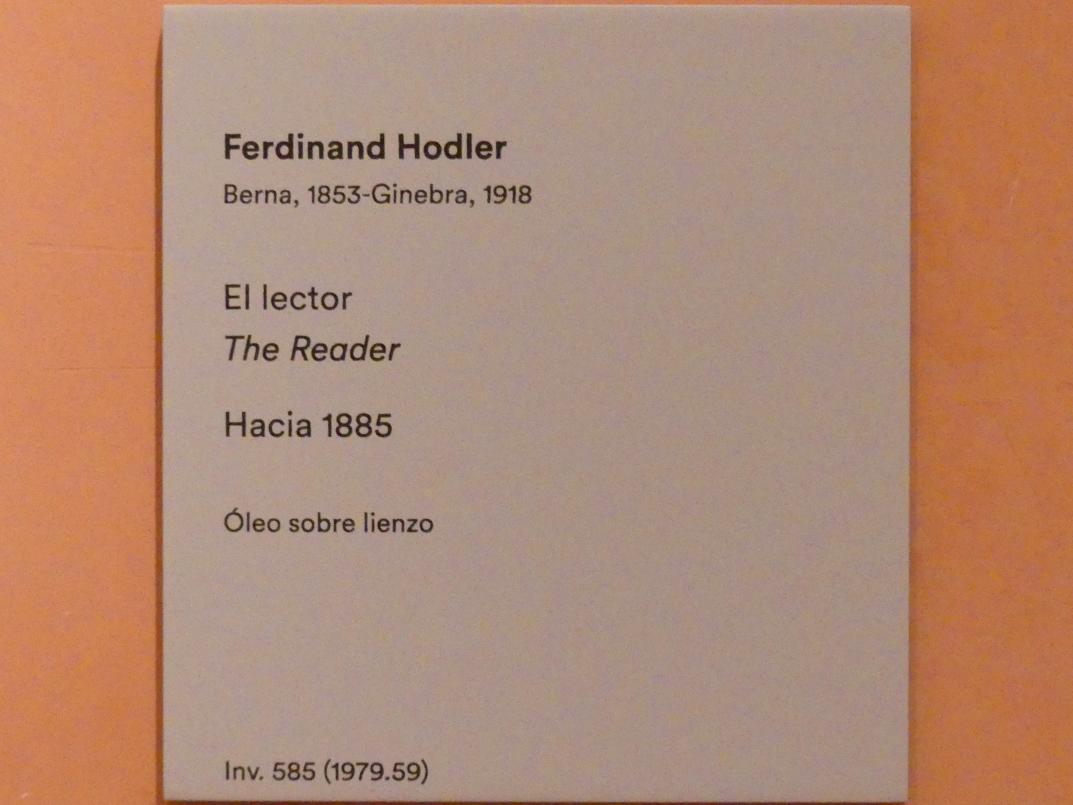 Ferdinand Hodler
Berna, 1853-Ginebra, 1918
El lector
The Reader
Hacia 1885
Óleo sobre lienzo
Inv. 585 (1979.59)